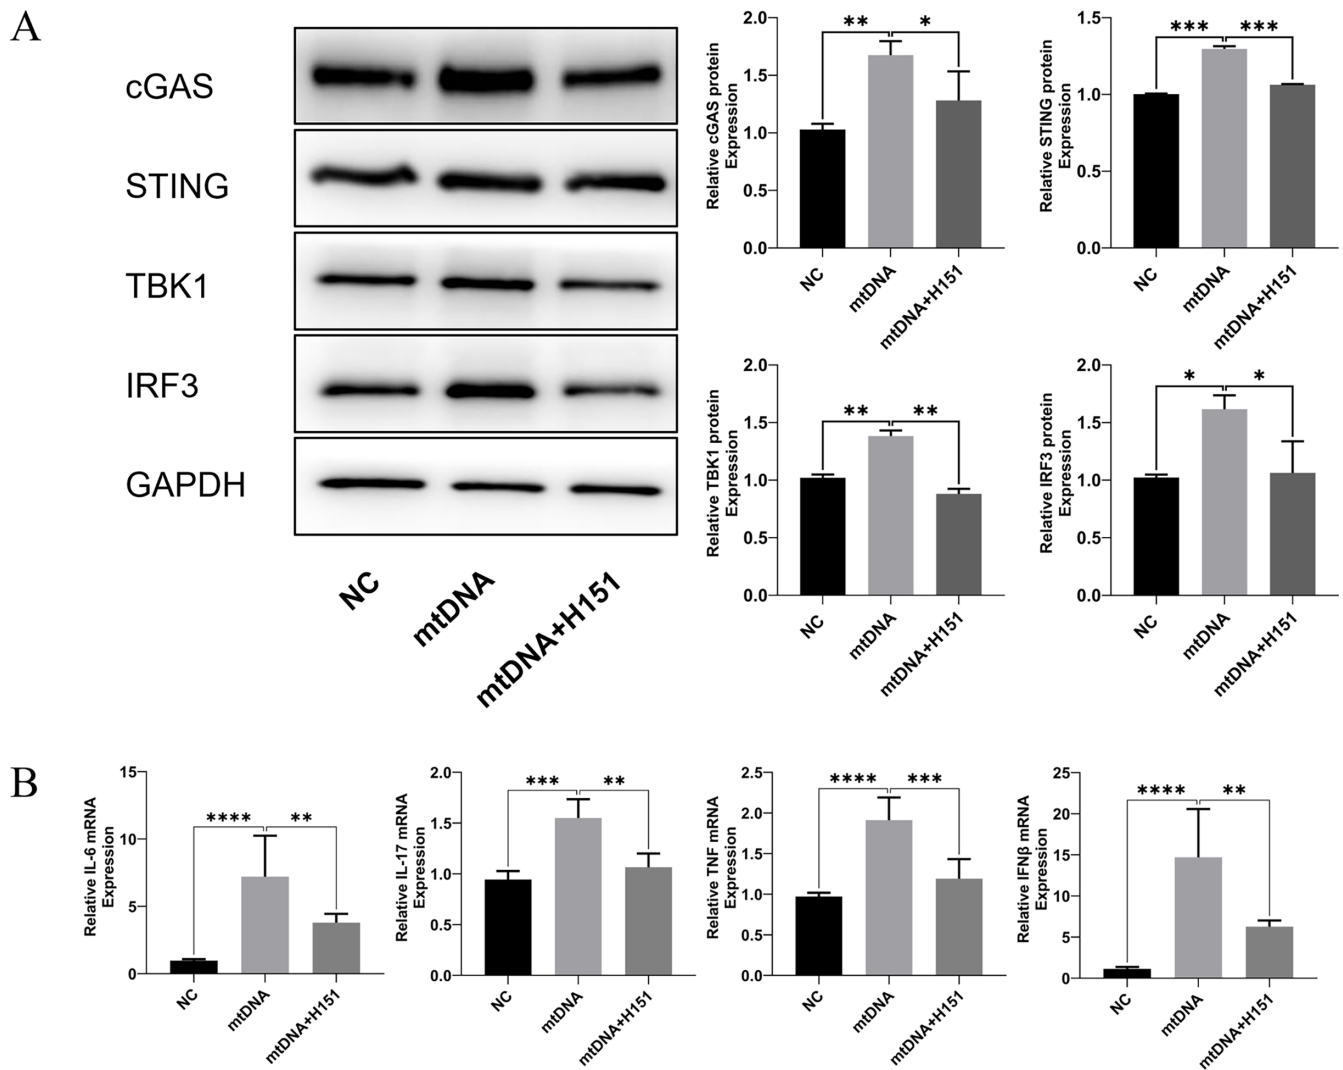 A
cGAS
STING
TBK1
IRF3
GAPDH
NC
mtDNA
mtDNA+H151
Relative cGAS protein
Expression
2.0
1.5
1.0
0.5
0.0
**
*
NC
mtDNA
mtDNA+H151
Relative STING protein
Expression
1.5
1.0
0.5
0.0
***
***
NC
mtDNA
mtDNA+H151
Relative TBK1 protein
Expression
2.0
1.5
1.0
0.5
0.0
**
**
NC
mtDNA
mtDNA+H151
Relative IRF3 protein
Expression
2.0
1.5
1.0
0.5
0.0
*
*
NC
mtDNA
mtDNA+H151
B
Relative IL-6 mRNA
Expression
15
10
5
0
****
**
NC
mtDNA
mtDNA+H151
Relative IL-17 mRNA
Expression
2.0
1.5
1.0
0.5
0.0
***
**
NC
mtDNA
mtDNA+H151
Relative TNF mRNA
Expression
2.5
2.0
1.5
1.0
0.5
0.0
****
***
NC
mtDNA
mtDNA+H151
Relative IFNβ mRNA
Expression
25
20
15
10
5
0
****
**
NC
mtDNA
mtDNA+H151